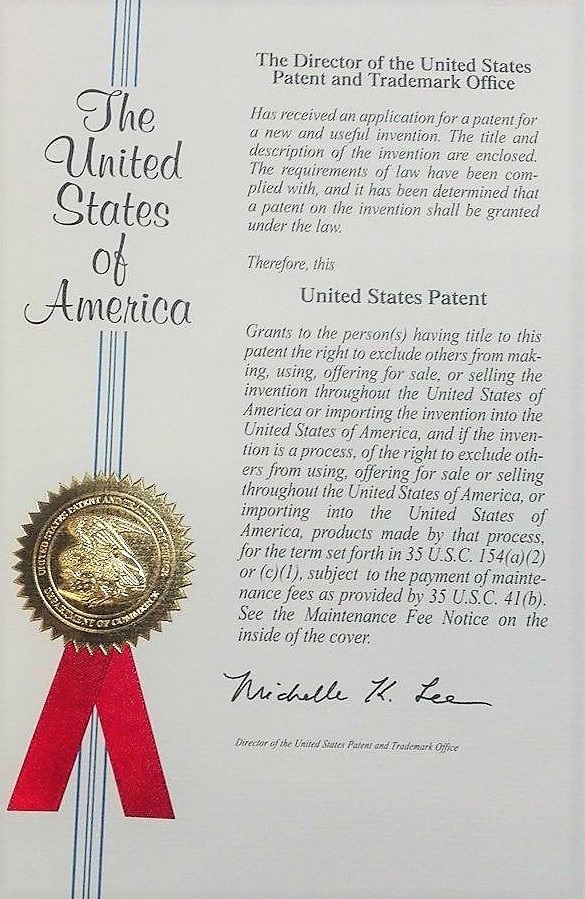 The
United
States
of
America
The Director of the United States
Patent and Trademark Office
Has received an application for a patent for
a new and useful invention. The title and
description of the invention are enclosed.
The requirements of law have been com-
plied with, and it has been determined that
a patent on the invention shall be granted
under the law.
Therefore, this
United States Patent
Grants to the person(s) having title to this
patent the right to exclude others from mak-
ing, using, offering for sale, or selling the
invention throughout the United States of
America or importing the invention into the
United States of America, and if the inven-
tion is a process, of the right to exclude oth-
ers from using, offering for sale or selling
throughout the United States of America, or
importing into the United States of
America, products made by that process,
for the term set forth in 35 U.S.C. 154(a)(2)
or (c)(1), subject to the payment of mainte-
nance fees as provided by 35 U.S.C. 41(b).
See the Maintenance Fee Notice on the
inside of the cover.
Michelle K. Lee
Director of the United States Patent and Trademark Office
UNITED STATES PATENT AND
DEPARTMENT OF COMMERCE